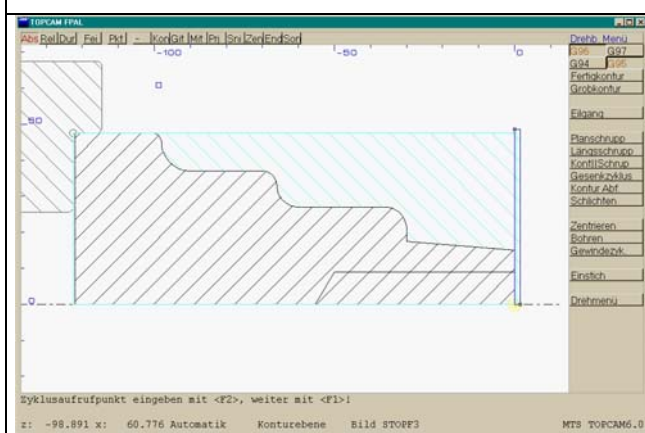 TOPCAM FPAL
Abs Rel Dur Fei Pkt - Kon Git Mit Pri Sni Zen End Son
Drehb Menü
-100 -50 0
G96 G97
G94 G95
Fertigkontur
Grobkontur
Eilgang
50
Planschrupp
Längsschrupp
Konf||Schrup
Gesenkzyklus
Kontur Abf
Schlichten
Zentrieren
Bohren
Gewindezyk.
Einstich
0
Drehmenü
Zyklusaufrufpunkt eingeben mit <F2>, weiter mit <F1>!
z: -98.891 x: 60.776 Automatik Konturebene Bild STOPF3 MTS TOPCAM6.0